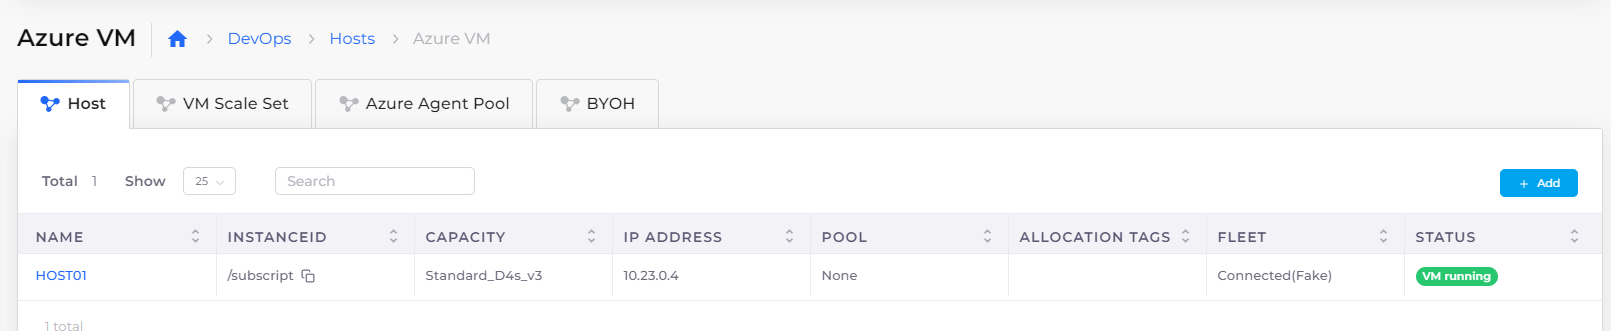 Azure VM
DevOps Hosts Azure VM
Host VM Scale Set Azure Agent Pool BYOH
Total 1 Show 25 Search + Add
NAME INSTANCEID CAPACITY IP ADDRESS POOL ALLOCATION TAGS FLEET STATUS
HOST01 /subscript Standard_D4s_v3 10.23.0.4 None Connected(Fake) VM running
1 total